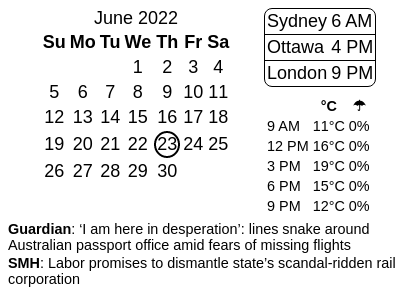 June 2022
Su Mo Tu We Th Fr Sa
1 2 3 4
5 6 7 8 9 10 11
12 13 14 15 16 17 18
19 20 21 22 23 24 25
26 27 28 29 30
Sydney 6 AM
Ottawa 4 PM
London 9 PM
°C ☂
9 AM 11°C 0%
12 PM 16°C 0%
3 PM 19°C 0%
6 PM 15°C 0%
9 PM 12°C 0%
Guardian: ‘I am here in desperation’: lines snake around
Australian passport office amid fears of missing flights
SMH: Labor promises to dismantle state’s scandal-ridden rail
corporation